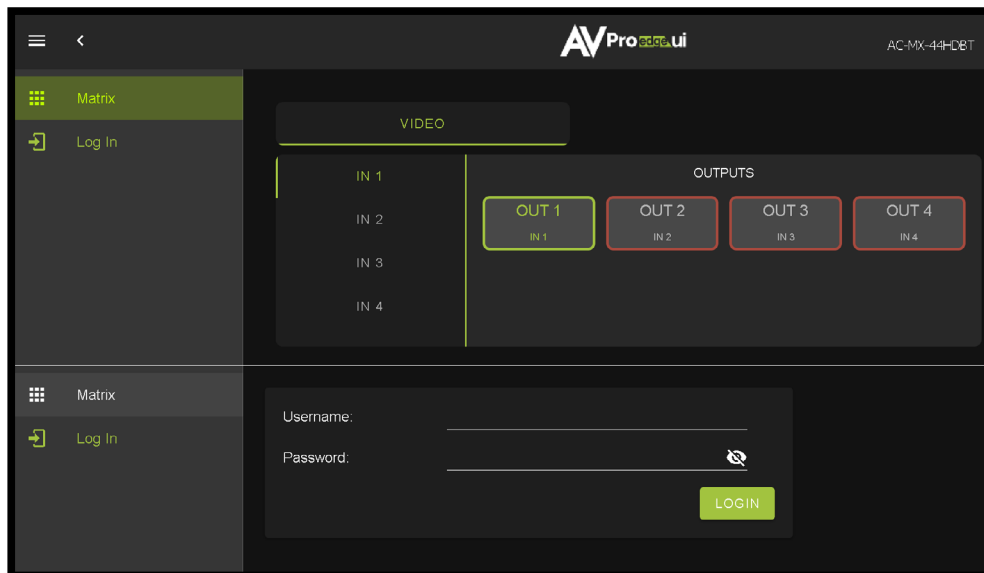 AVPro edge.ui
AC-MX-44HDBT
Matrix
Log In
VIDEO
IN 1
IN 2
IN 3
IN 4
OUTPUTS
OUT 1
IN 1
OUT 2
IN 2
OUT 3
IN 3
OUT 4
IN 4
Matrix
Log In
Username:
Password:
LOGIN